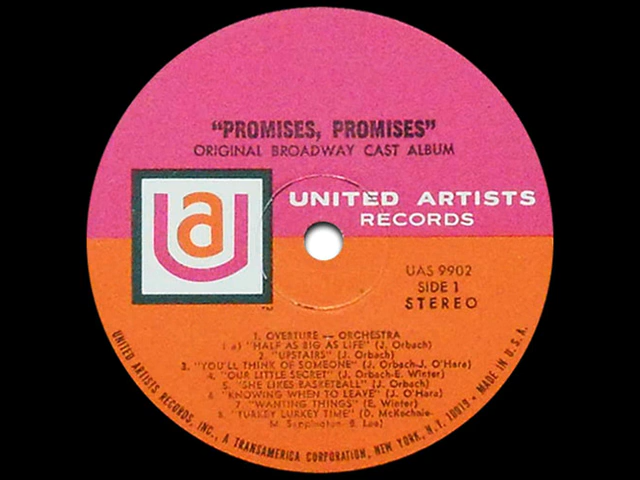 "PROMISES, PROMISES"
ORIGINAL BROADWAY CAST ALBUM
UNITED ARTISTS
RECORDS
ua
UAS 9902
SIDE 1
STEREO
1. OVERTURE — ORCHESTRA
1 a) "HALF AS BIG AS LIFE" (J. Orbach)
2. "UPSTAIRS" (J. Orbach)
3. "YOU'LL THINK OF SOMEONE" (J. Orbach-J. O'Hara)
4. "OUR LITTLE SECRET" (J. Orbach-E. Winter)
5. "SHE LIKES BASKETBALL" (J. Orbach)
6. "KNOWING WHEN TO LEAVE" (J. O'Hara)
7. "WANTING THINGS" (E. Winter)
8. "TURKEY LURKEY TIME" (D. McKechnie-
M. Sappington-B. Lee)
UNITED ARTISTS RECORDS, INC., A TRANSAMERICA CORPORATION, NEW YORK, N.Y. 10019 • MADE IN U.S.A.